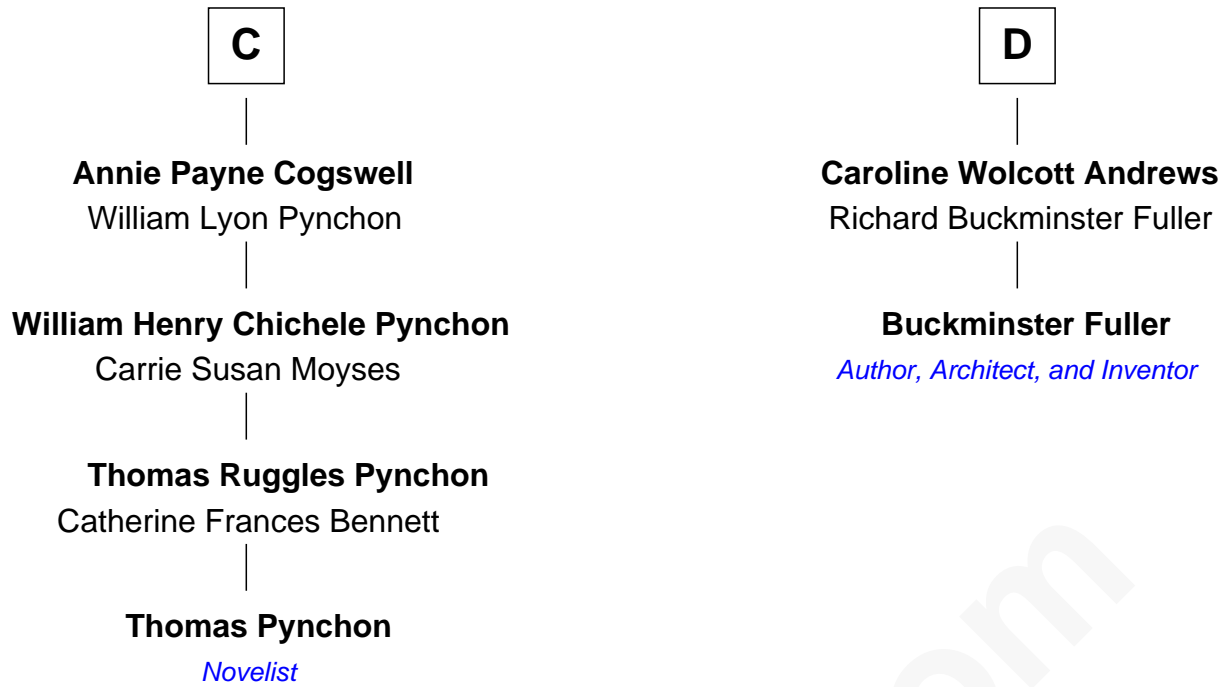 C
Annie Payne Cogswell
William Lyon Pynchon
William Henry Chichele Pynchon
Carrie Susan Moyses
Thomas Ruggles Pynchon
Catherine Frances Bennett
Thomas Pynchon
Novelist
D
Caroline Wolcott Andrews
Richard Buckminster Fuller
Buckminster Fuller
Author, Architect, and Inventor
om